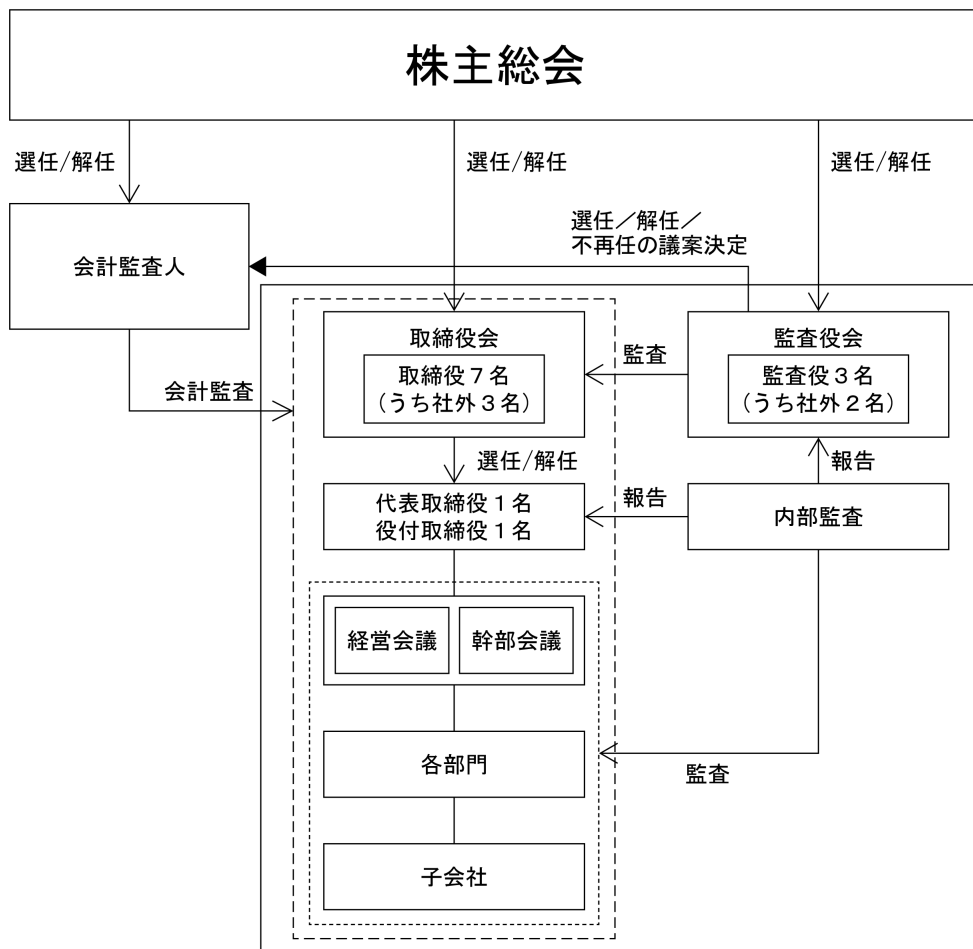 株主総会
選任/解任
選任/解任
選任/解任
選任／解任／
不再任の議案決定
会計監査人
取締役会
取締役７名
(うち社外３名)
監査
監査役会
監査役３名
(うち社外２名)
会計監査
選任/解任
報告
代表取締役１名
役付取締役１名
報告
内部監査
経営会議
幹部会議
各部門
監査
子会社